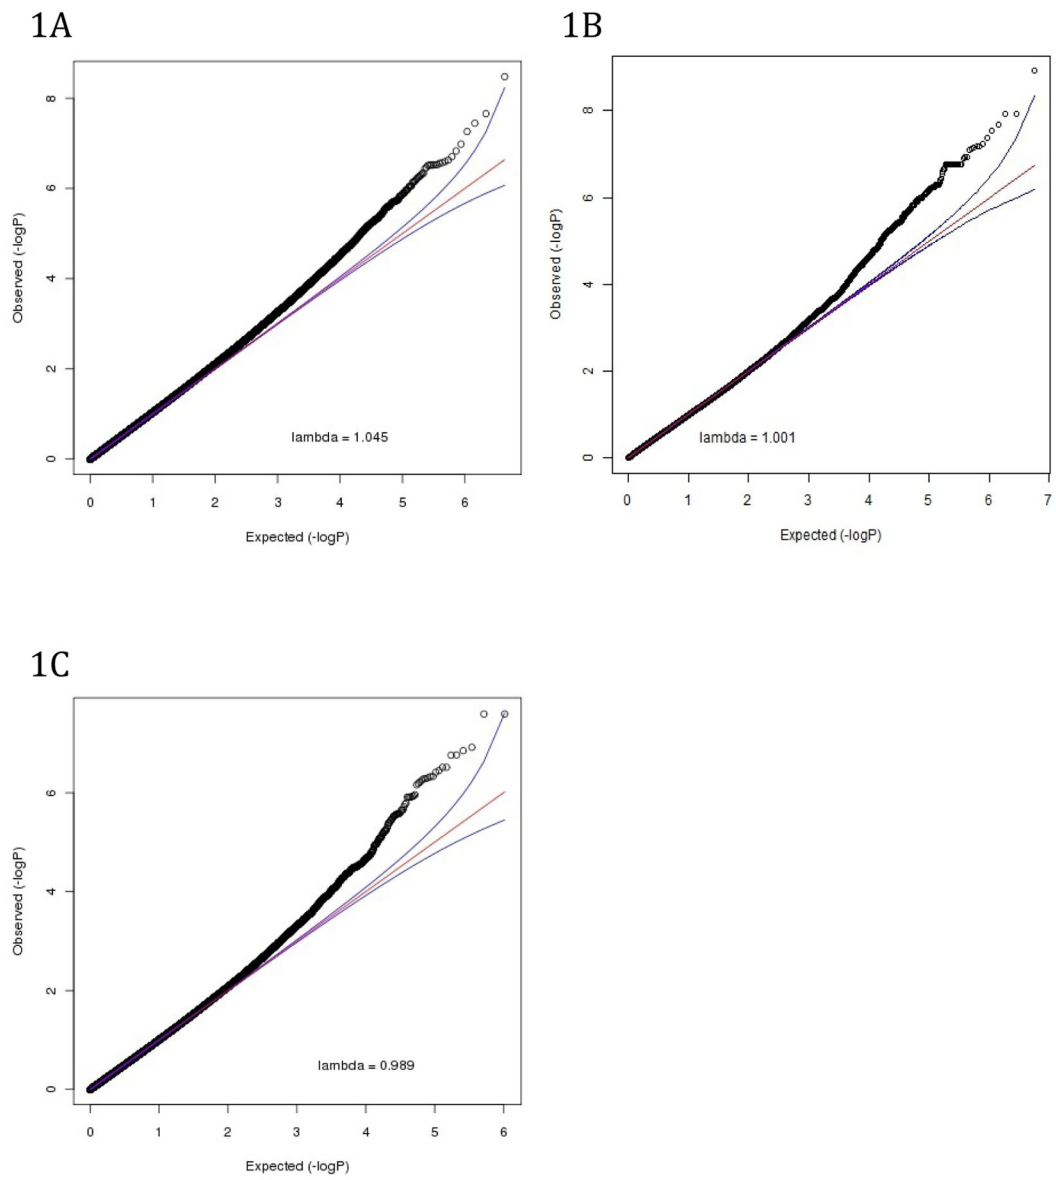 1A
8
6
4
2
0
Observed (-logP)
lambda = 1.045
0 1 2 3 4 5 6
Expected (-logP)
1B
8
6
4
2
0
Observed (-logP)
lambda = 1.001
0 1 2 3 4 5 6 7
Expected (-logP)
1C
6
4
2
0
Observed (-logP)
lambda = 0.989
0 1 2 3 4 5 6
Expected (-logP)